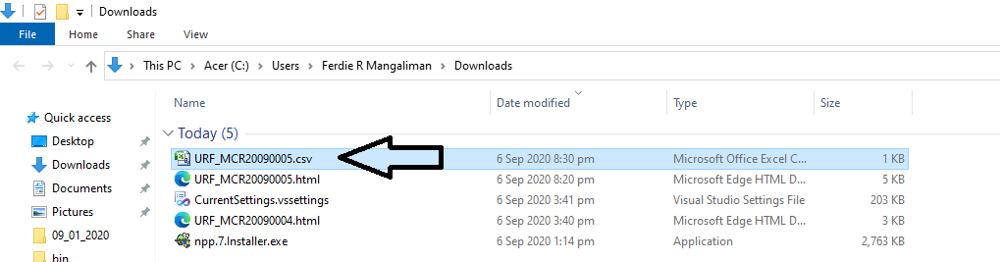 Downloads
File Home Share View
This PC > Acer (C:) > Users > Ferdie R Mangaliman > Downloads
Name Date modified Type Size
Quick access
Today (5)
Desktop
URF_MCR20090005.csv 6 Sep 2020 8:30 pm Microsoft Office Excel C... 1 KB
Downloads
URF_MCR20090005.html 6 Sep 2020 8:20 pm Microsoft Edge HTML D... 5 KB
Documents
CurrentSettings.vssettings 6 Sep 2020 3:41 pm Visual Studio Settings File 203 KB
Pictures
URF_MCR20090004.html 6 Sep 2020 3:40 pm Microsoft Edge HTML D... 4 KB
09_01_2020
npp.7.Installer.exe 6 Sep 2020 1:14 pm Application 2,763 KB
bin